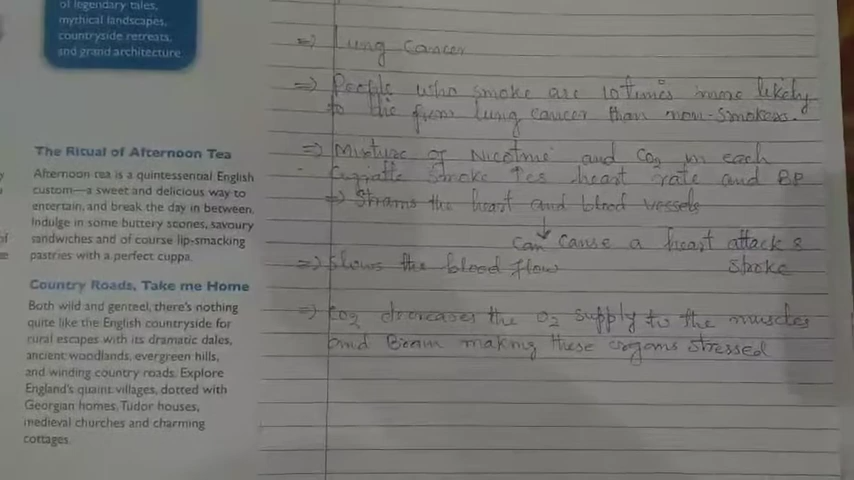 of legendary tales,
mythical landscapes,
countryside retreats,
and grand architecture
The Ritual of Afternoon Tea
Afternoon tea is a quintessential English
custom—a sweet and delicious way to
entertain, and break the day in between.
Indulge in some buttery scones, savoury
sandwiches and of course lip-smacking
pastries with a perfect cuppa.
Country Roads, Take me Home
Both wild and genteel, there's nothing
quite like the English countryside for
rural escapes with its dramatic dales,
ancient woodlands, evergreen hills,
and winding country roads. Explore
England's quaint villages, dotted with
Georgian homes, Tudor houses,
medieval churches and charming
cottages.
⇒ Lung cancer
⇒ People who smoke are 10 times more likely
to die from lung cancer than non-smokers.
⇒ Mixture of Nicotine and CO2 in each
smoke ↑es heart rate and BP
⇒ Strains the heart and blood vessels
↓
can cause a heart attack &
stroke
⇒ slows the blood flow
⇒ CO2 decreases the O2 supply to the muscles
and Brain making these organs stressed